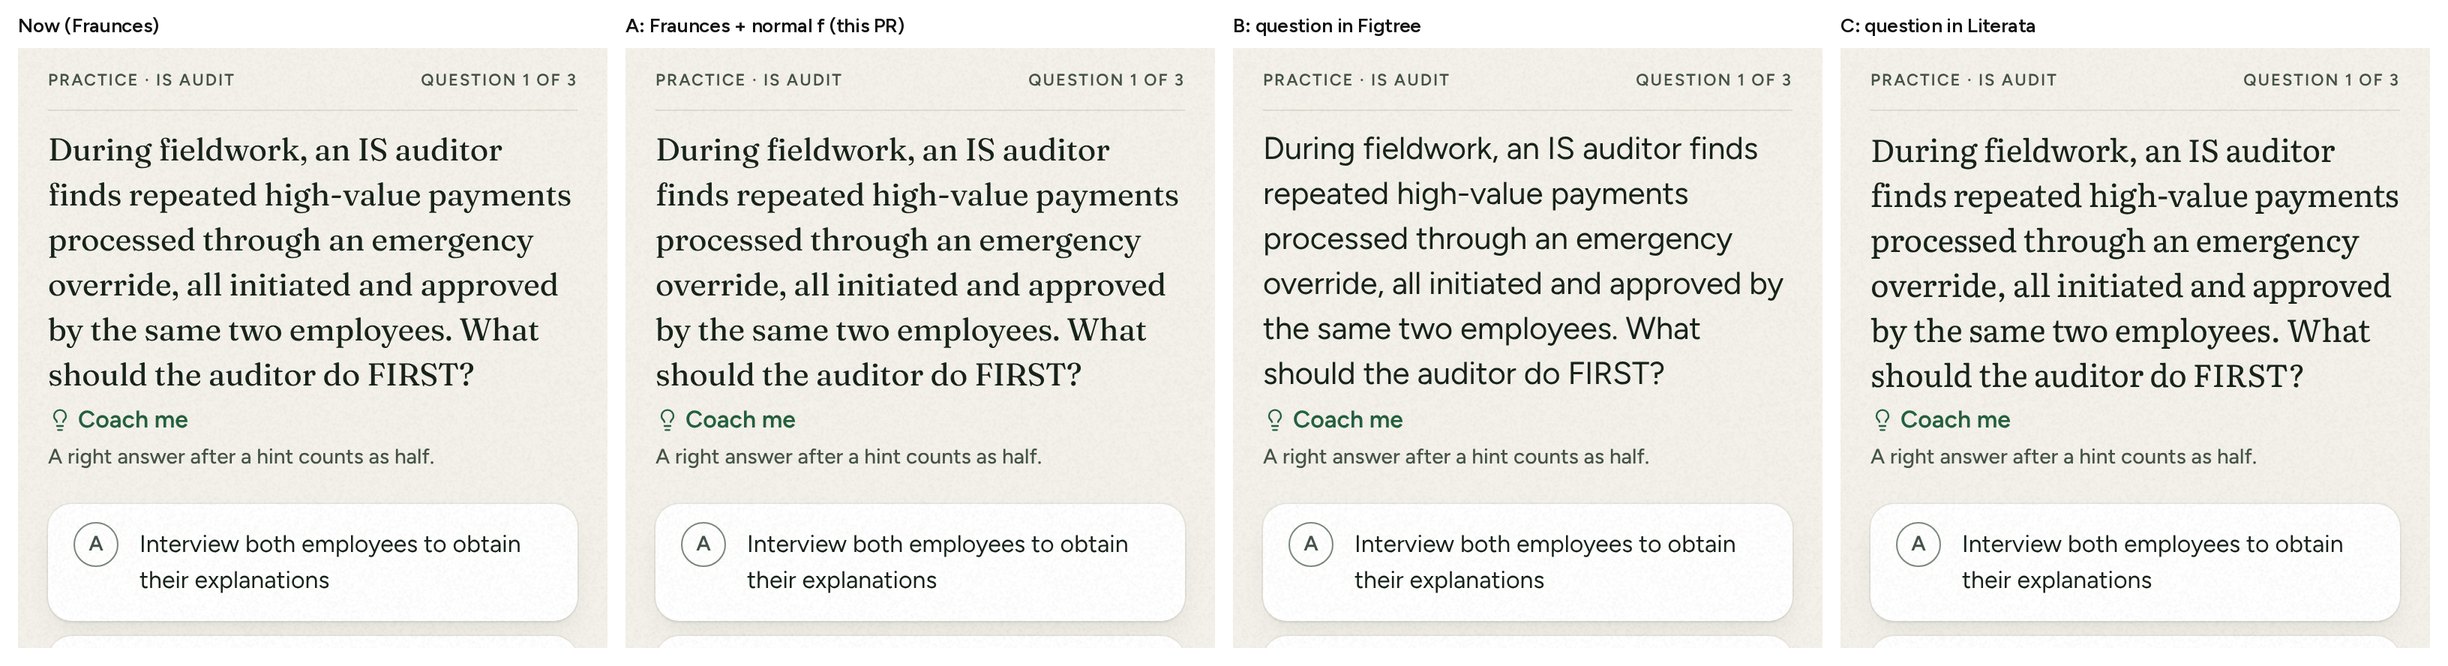 Now (Fraunces)
PRACTICE · IS AUDIT
QUESTION 1 OF 3
During fieldwork, an IS auditor
finds repeated high-value payments
processed through an emergency
override, all initiated and approved
by the same two employees. What
should the auditor do FIRST?
Coach me
A right answer after a hint counts as half.
A
Interview both employees to obtain
their explanations
A: Fraunces + normal f (this PR)
PRACTICE · IS AUDIT
QUESTION 1 OF 3
During fieldwork, an IS auditor
finds repeated high-value payments
processed through an emergency
override, all initiated and approved
by the same two employees. What
should the auditor do FIRST?
Coach me
A right answer after a hint counts as half.
A
Interview both employees to obtain
their explanations
B: question in Figtree
PRACTICE · IS AUDIT
QUESTION 1 OF 3
During fieldwork, an IS auditor finds
repeated high-value payments
processed through an emergency
override, all initiated and approved by
the same two employees. What
should the auditor do FIRST?
Coach me
A right answer after a hint counts as half.
A
Interview both employees to obtain
their explanations
C: question in Literata
PRACTICE · IS AUDIT
QUESTION 1 OF 3
During fieldwork, an IS auditor
finds repeated high-value payments
processed through an emergency
override, all initiated and approved
by the same two employees. What
should the auditor do FIRST?
Coach me
A right answer after a hint counts as half.
A
Interview both employees to obtain
their explanations